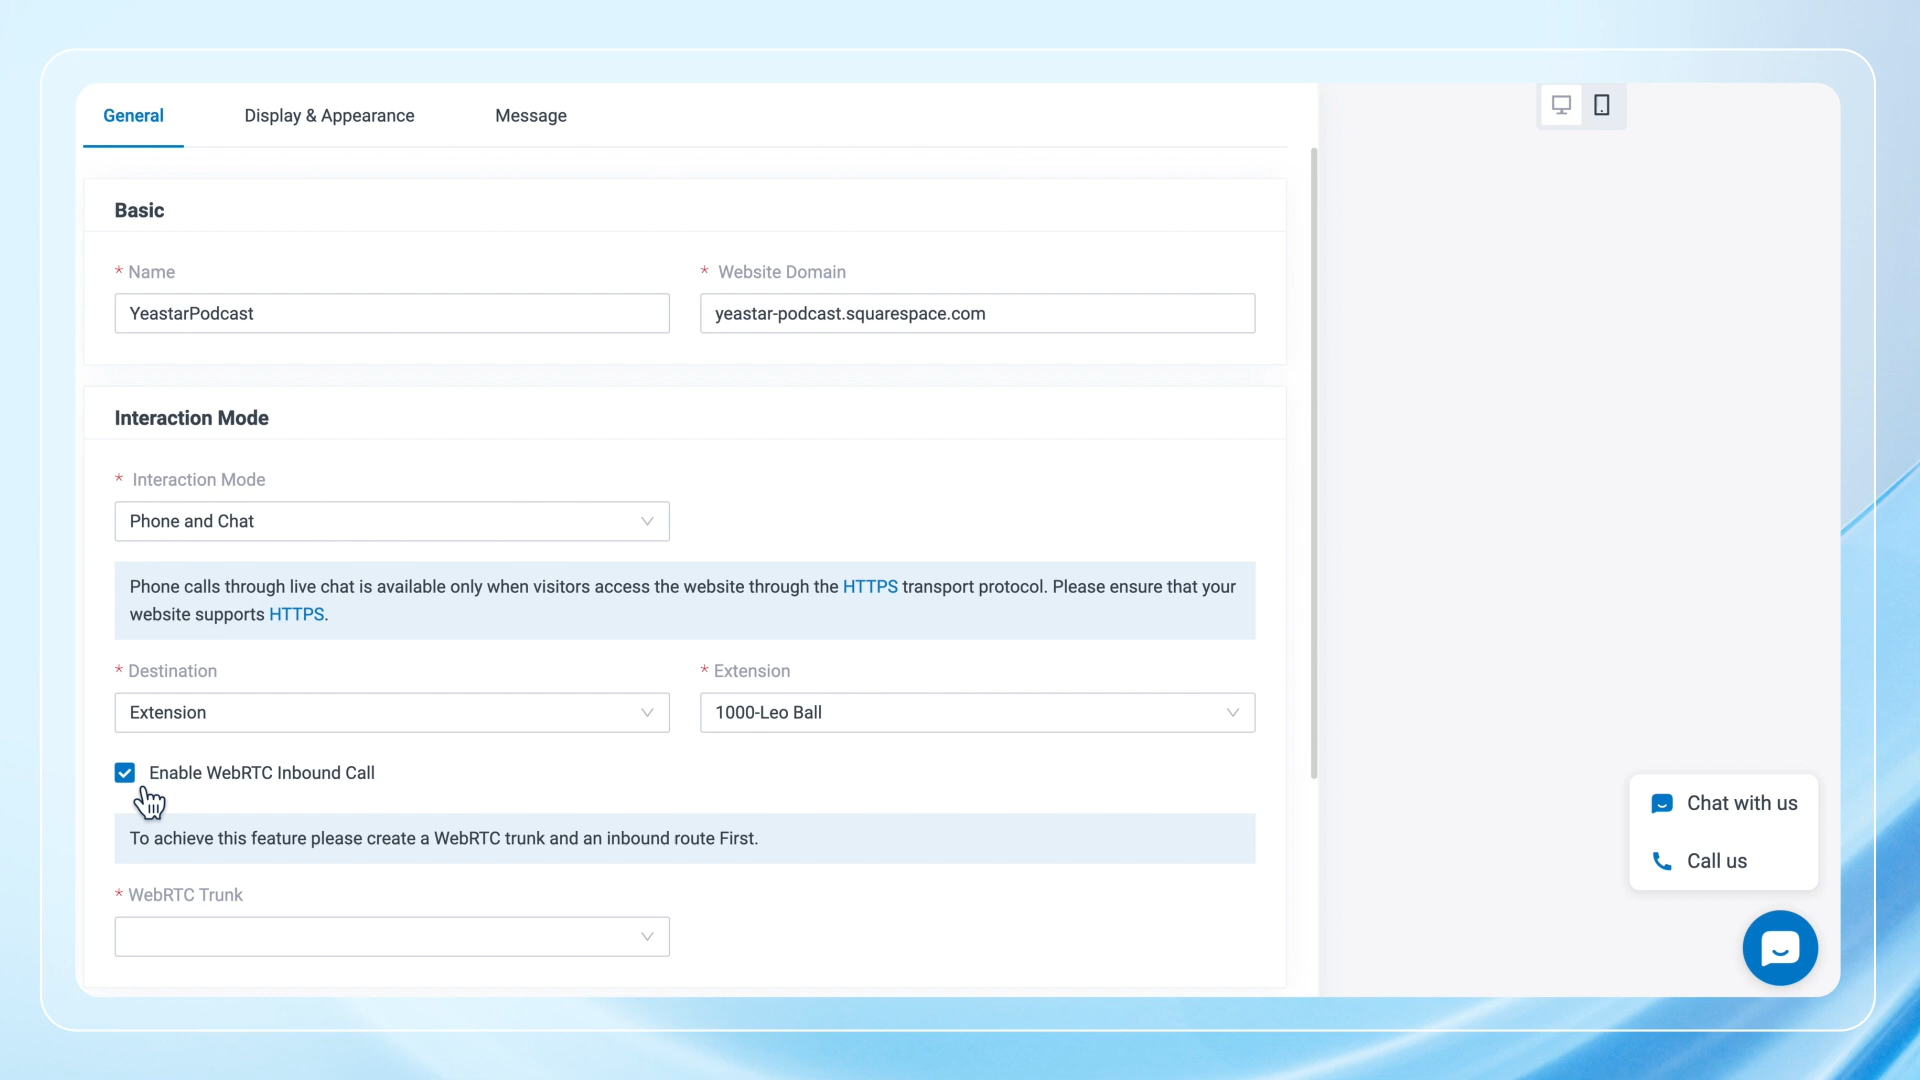 General
Display & Appearance
Message
Basic
* Name
* Website Domain
YeastarPodcast
yeastar-podcast.squarespace.com
Interaction Mode
* Interaction Mode
Phone and Chat
Phone calls through live chat is available only when visitors access the website through the HTTPS transport protocol. Please ensure that your
website supports HTTPS.
* Destination
* Extension
Extension
1000-Leo Ball
Enable WebRTC Inbound Call
To achieve this feature please create a WebRTC trunk and an inbound route First.
* WebRTC Trunk
Chat with us
Call us